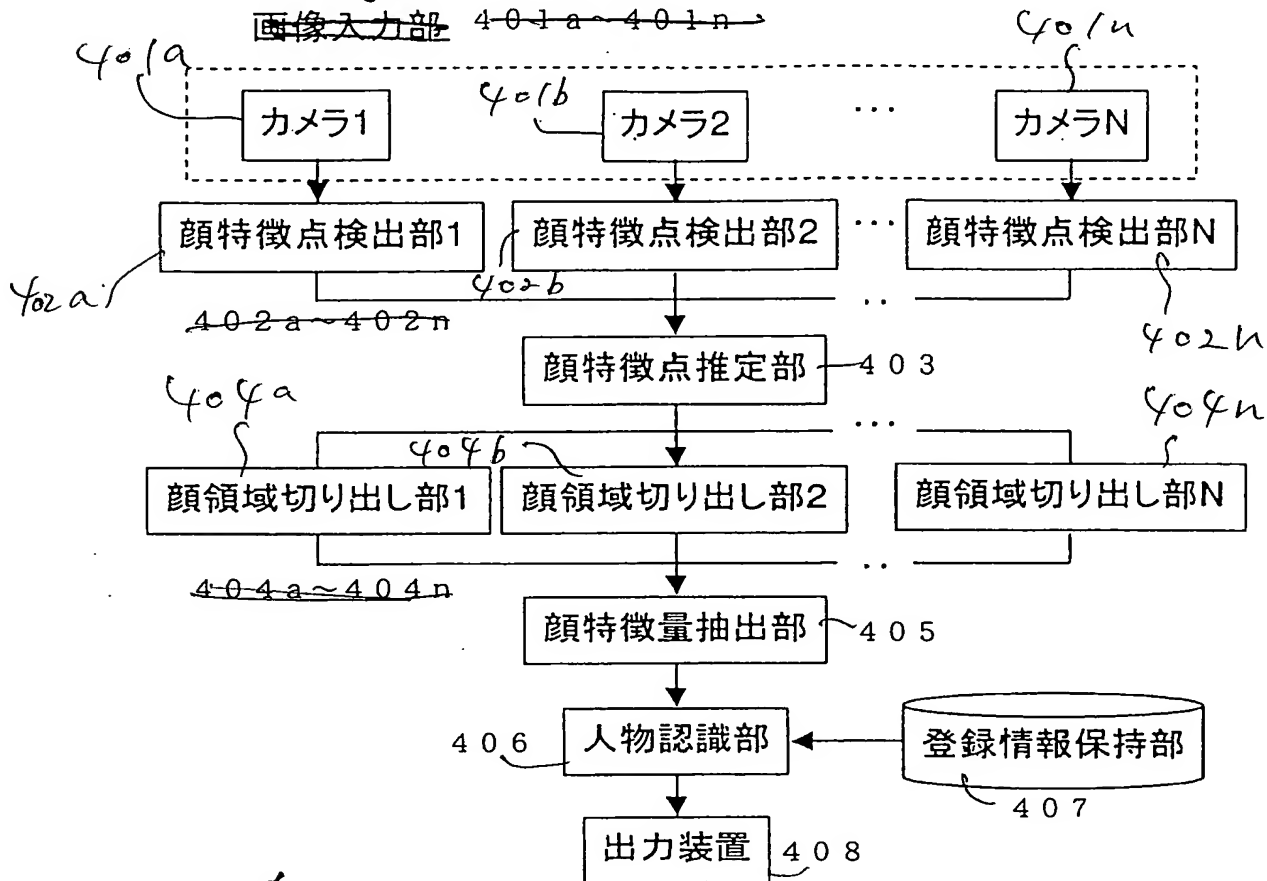 画像入力部 401a~401n
401a 401b 401n
カメラ1 カメラ2 ... カメラN
顔特徴点検出部1 顔特徴点検出部2 ... 顔特徴点検出部N
402a 402b 402n
402a~402n ..
顔特徴点推定部 403
404a 404b ... 404n
顔領域切り出し部1 顔領域切り出し部2 顔領域切り出し部N
404a~404n ..
顔特徴量抽出部 405
406 人物認識部 登録情報保持部
407
出力装置 408